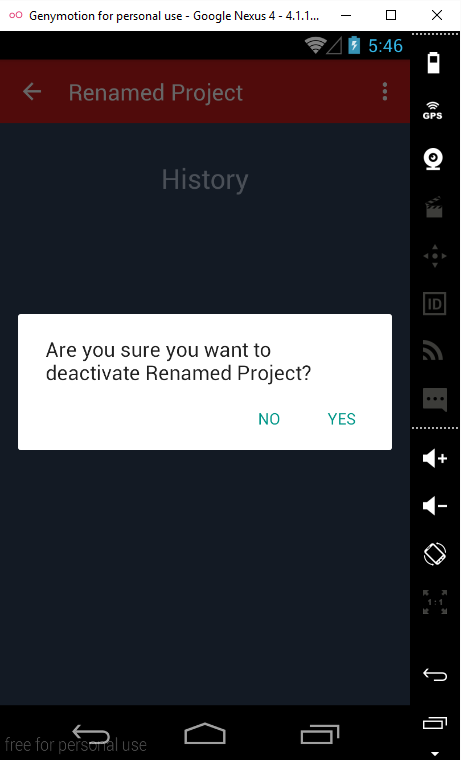 Genymotion for personal use - Google Nexus 4 - 4.1.1...
5:46
GPS
Renamed Project
History
ID
Are you sure you want to
deactivate Renamed Project?
NO YES
1:1
free for personal use